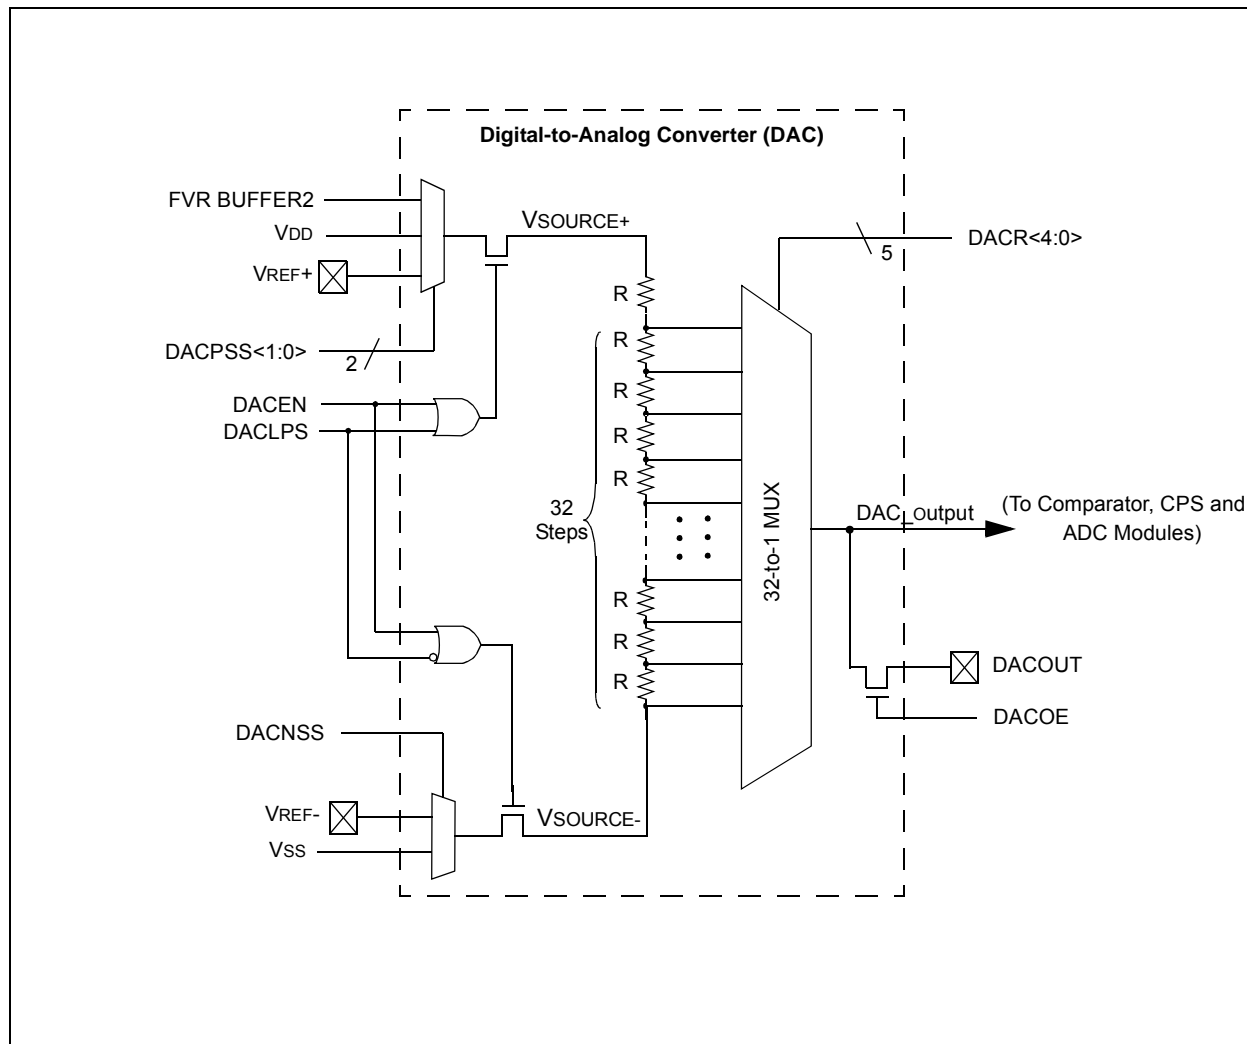 Digital-to-Analog Converter (DAC)
FVR BUFFER2
VDD
VREF+
VSOURCE+
DACR<4:0>
5
R
DACPSS<1:0>
2
R
R
DACEN
DACLPS
R
R
32
Steps
32-to-1 MUX
DAC_Output
(To Comparator, CPS and
ADC Modules)
R
R
R
DACOUT
DACOE
DACNSS
VREF-
VSOURCE-
VSS